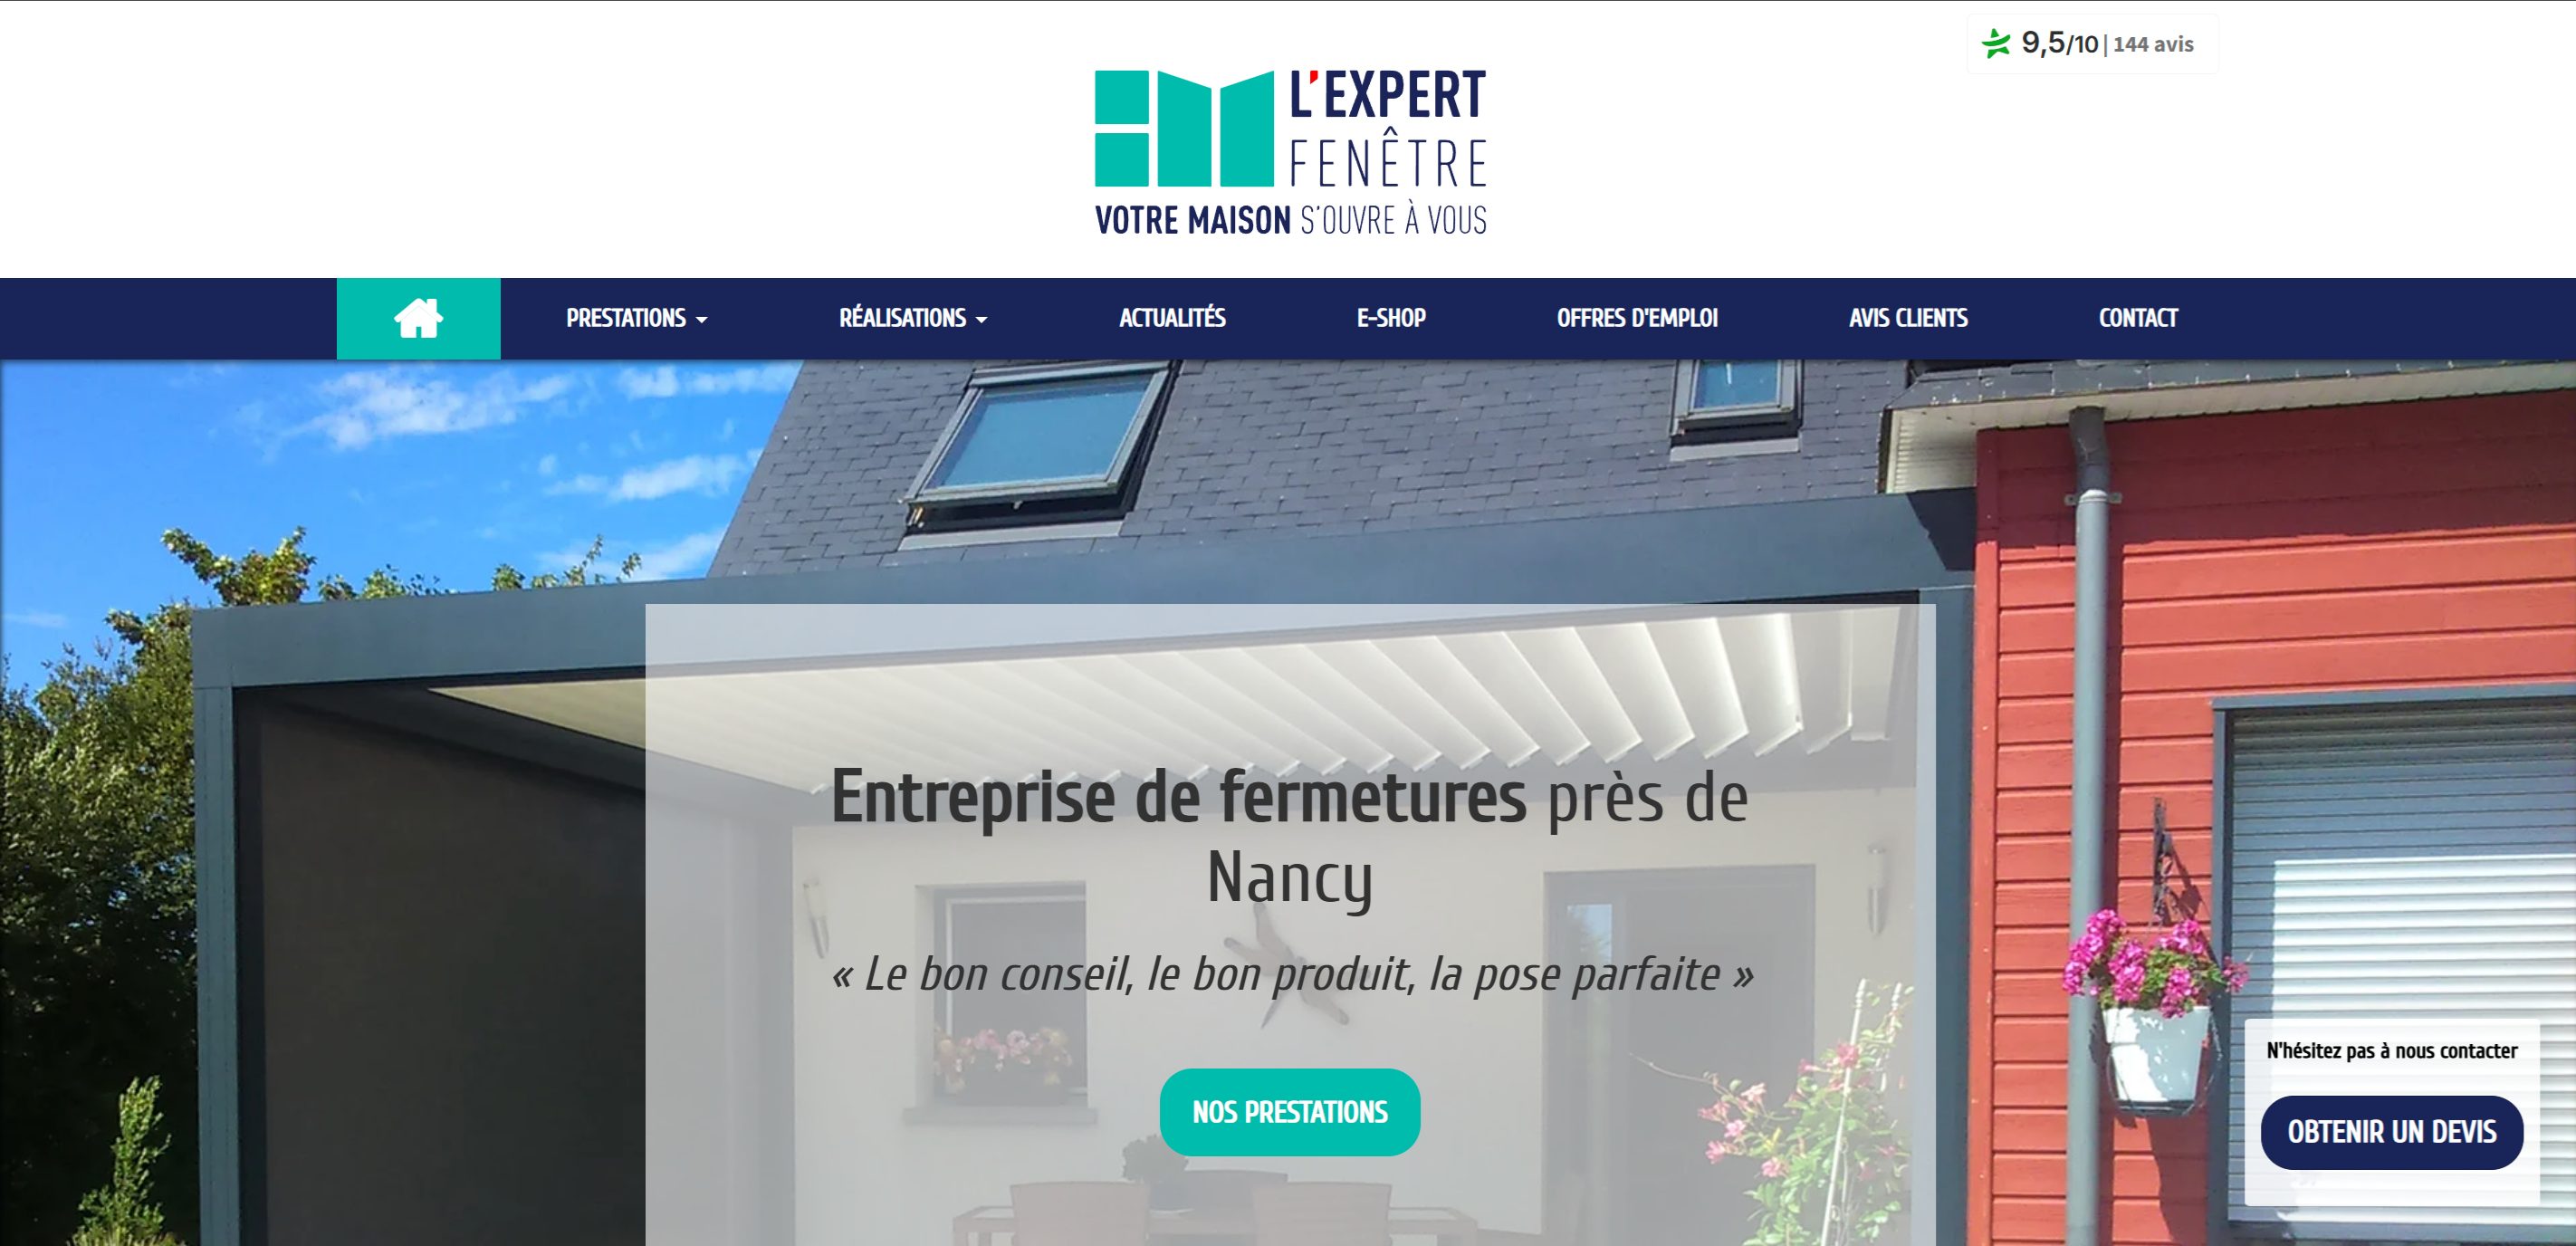 9,5/10 | 144 avis
L'EXPERT
FENÊTRE
VOTRE MAISON S'OUVRE À VOUS
PRESTATIONS
RÉALISATIONS
ACTUALITÉS
E-SHOP
OFFRES D'EMPLOI
AVIS CLIENTS
CONTACT
Entreprise de fermetures près de
Nancy
« Le bon conseil, le bon produit, la pose parfaite »
NOS PRESTATIONS
N'hésitez pas à nous contacter
OBTENIR UN DEVIS